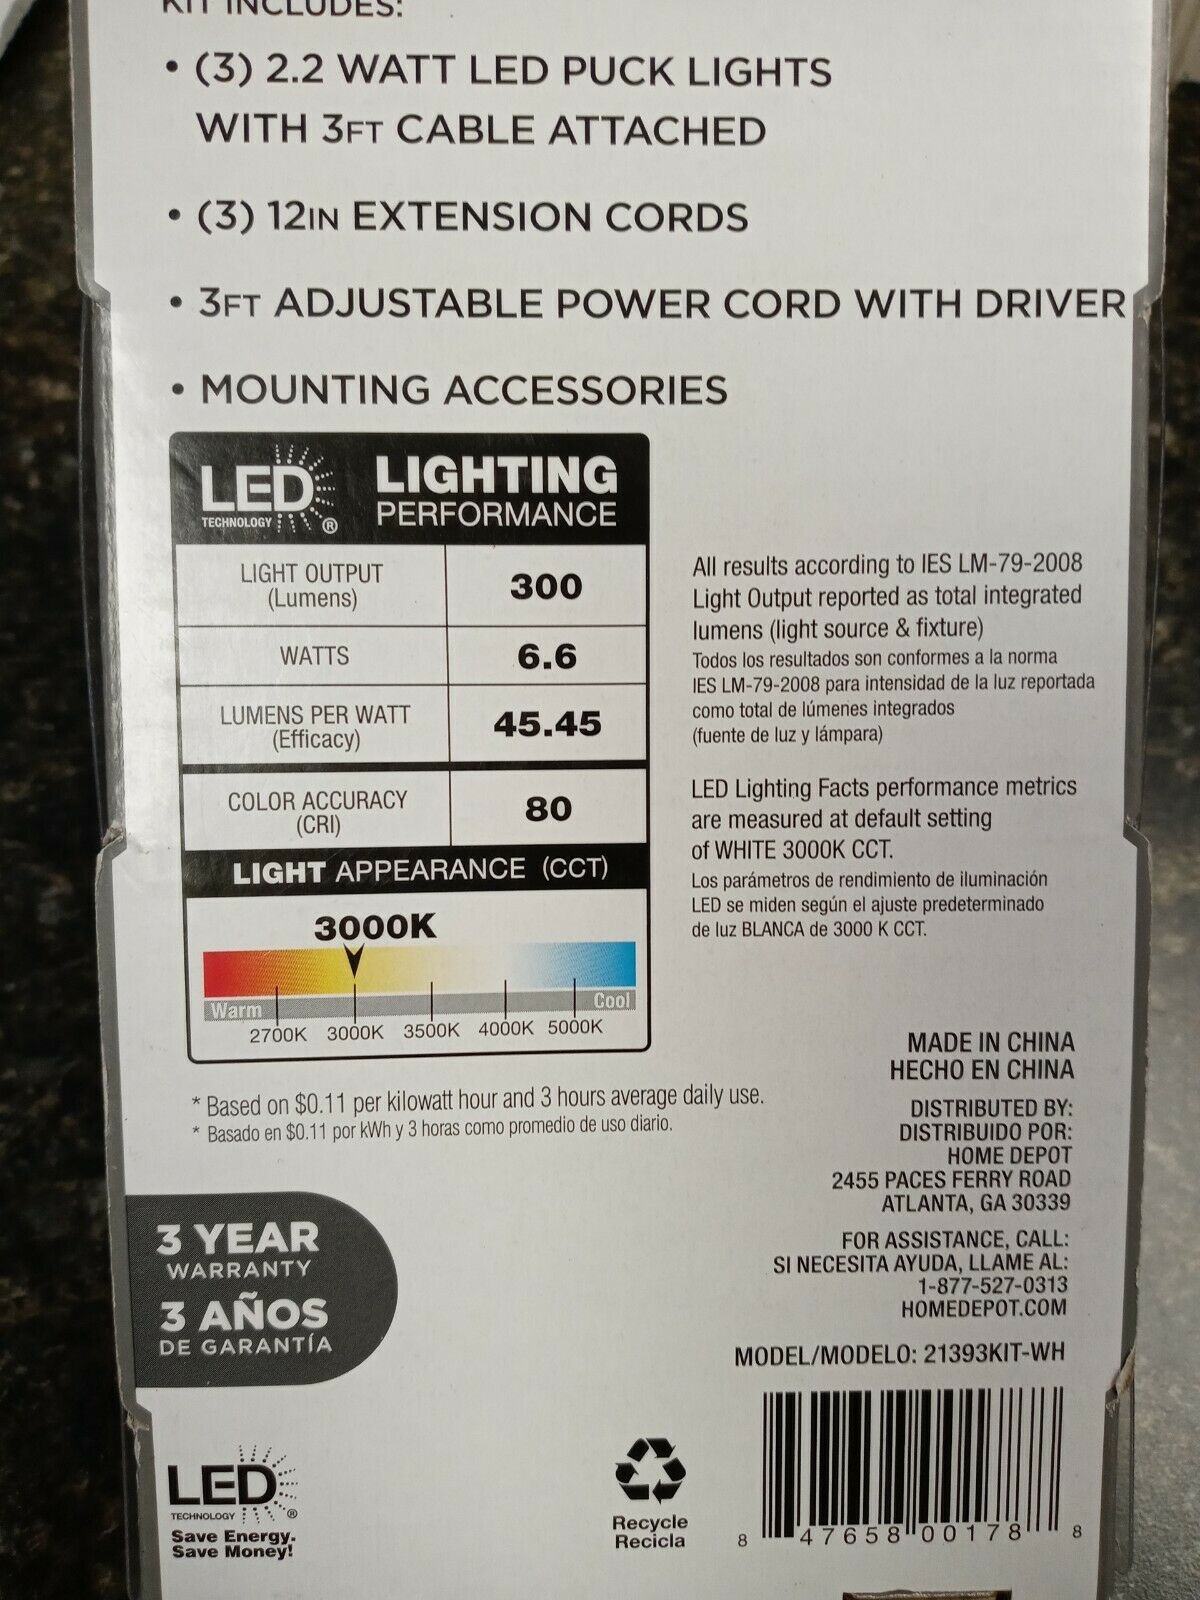 KIT INCLUDES:
• (3) 2.2 WATT LED PUCK LIGHTS
WITH 3FT CABLE ATTACHED
• (3) 12IN EXTENSION CORDS
• 3FT ADJUSTABLE POWER CORD WITH DRIVER
• MOUNTING ACCESSORIES
LED
TECHNOLOGY ®
LIGHTING
PERFORMANCE
LIGHT OUTPUT
(Lumens)
300
WATTS
6.6
LUMENS PER WATT
(Efficacy)
45.45
COLOR ACCURACY
(CRI)
80
LIGHT APPEARANCE (CCT)
3000K
Warm
Cool
2700K 3000K 3500K 4000K 5000K
All results according to IES LM-79-2008
Light Output reported as total integrated
lumens (light source & fixture)
Todos los resultados son conformes a la norma
IES LM-79-2008 para intensidad de la luz reportada
como total de lúmenes integrados
(fuente de luz y lámpara)
LED Lighting Facts performance metrics
are measured at default setting
of WHITE 3000K CCT.
Los parámetros de rendimiento de iluminación
LED se miden según el ajuste predeterminado
de luz BLANCA de 3000 K CCT.
* Based on $0.11 per kilowatt hour and 3 hours average daily use.
* Basado en $0.11 por kWh y 3 horas como promedio de uso diario.
MADE IN CHINA
HECHO EN CHINA
DISTRIBUTED BY:
DISTRIBUIDO POR:
HOME DEPOT
2455 PACES FERRY ROAD
ATLANTA, GA 30339
FOR ASSISTANCE, CALL:
SI NECESITA AYUDA, LLAME AL:
1-877-527-0313
HOMEDEPOT.COM
MODEL/MODELO: 21393KIT-WH
3 YEAR
WARRANTY
3 AÑOS
DE GARANTÍA
LED
TECHNOLOGY ®
Save Energy.
Save Money!
Recycle
Recicla
8 47658 00178 8